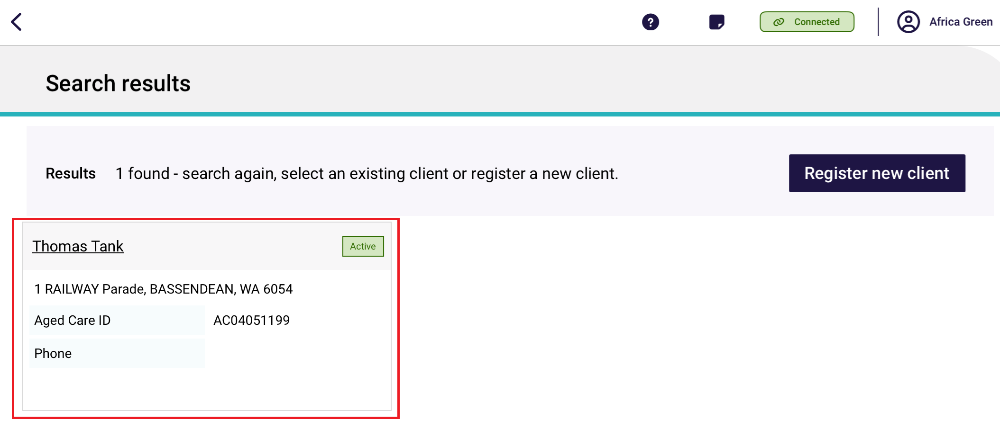 Connected
Africa Green
Search results
Results 1 found - search again, select an existing client or register a new client.
Register new client
Thomas Tank
Active
1 RAILWAY Parade, BASSENDEAN, WA 6054
Aged Care ID AC04051199
Phone